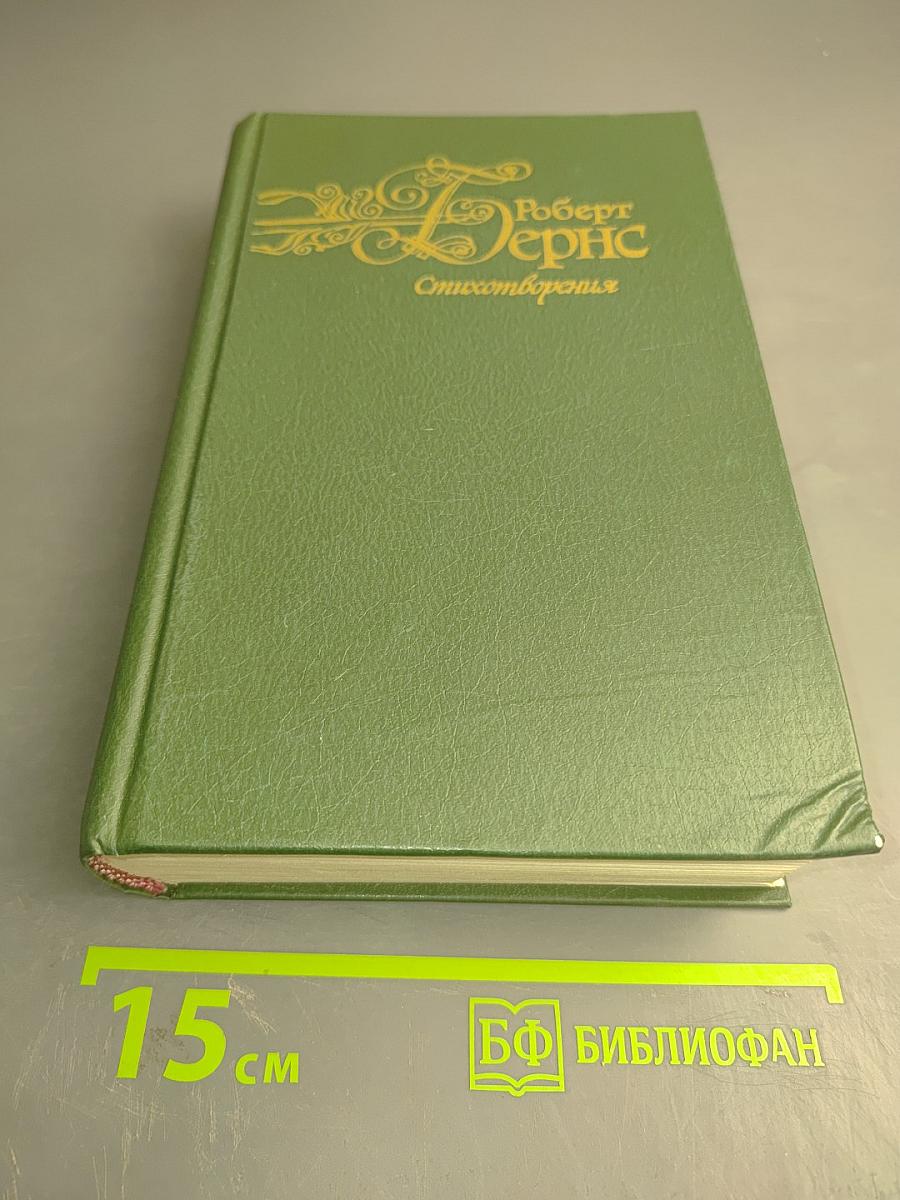 Роберт
Бернс
Стихотворения
15 см
БФ БИБЛИОФАН